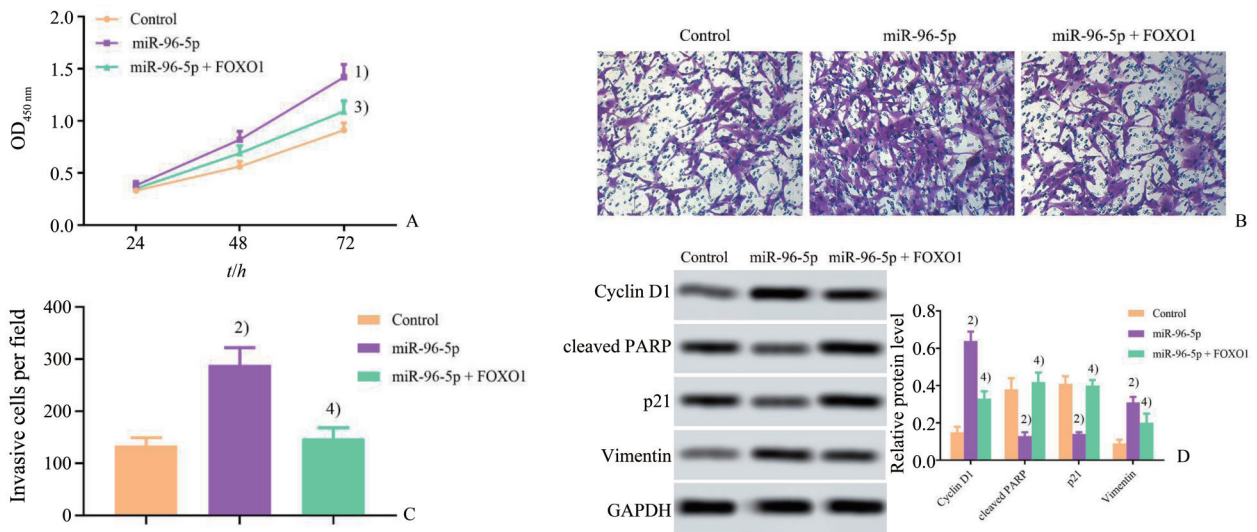 2.0
1.5
1.0
0.5
0.0
OD450 nm
Control
miR-96-5p
miR-96-5p + FOXO1
1)
3)
24
48
72
t/h
A
Control
miR-96-5p
miR-96-5p + FOXO1
B
400
300
200
100
0
Invasive cells per field
2)
4)
Control
miR-96-5p
miR-96-5p + FOXO1
C
Control
miR-96-5p
miR-96-5p + FOXO1
Cyclin D1
cleaved PARP
p21
Vimentin
GAPDH
0.8
0.6
0.4
0.2
0.0
Relative protein level
2)
4)
2)
4)
2)
4)
2)
4)
Control
miR-96-5p
miR-96-5p + FOXO1
Cyclin D1
cleaved PARP
p21
Vimentin
D